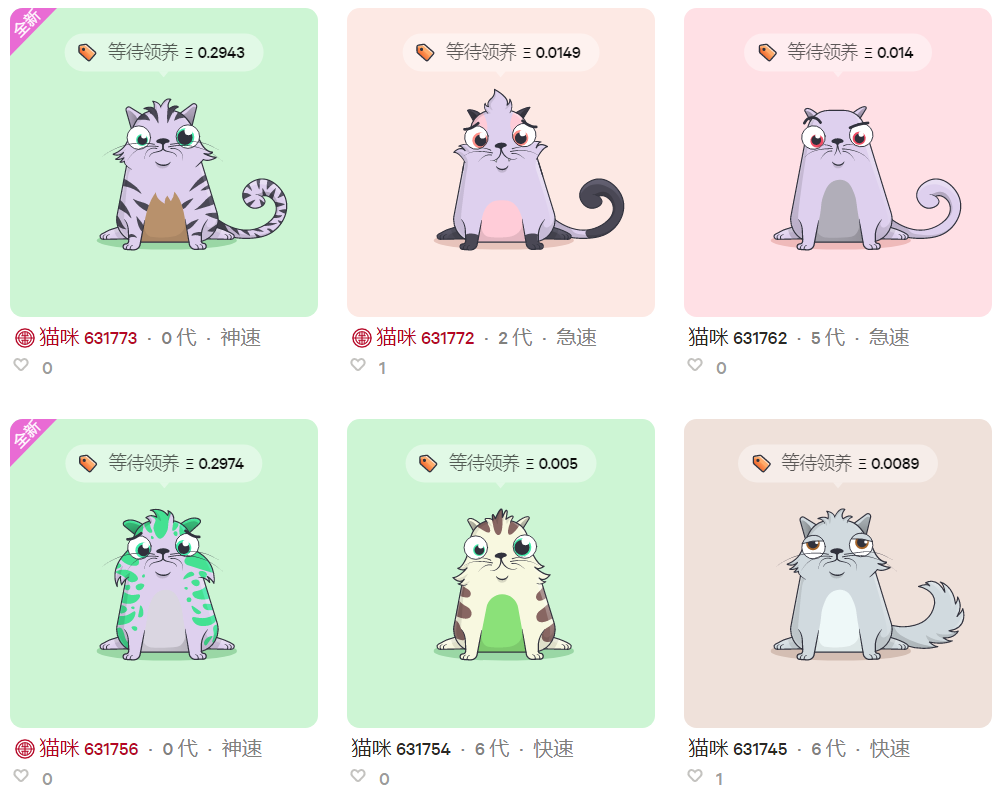 全新
等待领养 Ξ 0.2943
等待领养 Ξ 0.0149
等待领养 Ξ 0.014
猫咪 631773 · 0 代 · 神速
猫咪 631772 · 2 代 · 急速
猫咪 631762 · 5 代 · 急速
0
1
0
全新
等待领养 Ξ 0.2974
等待领养 Ξ 0.005
等待领养 Ξ 0.0089
猫咪 631756 · 0 代 · 神速
猫咪 631754 · 6 代 · 快速
猫咪 631745 · 6 代 · 快速
0
0
1